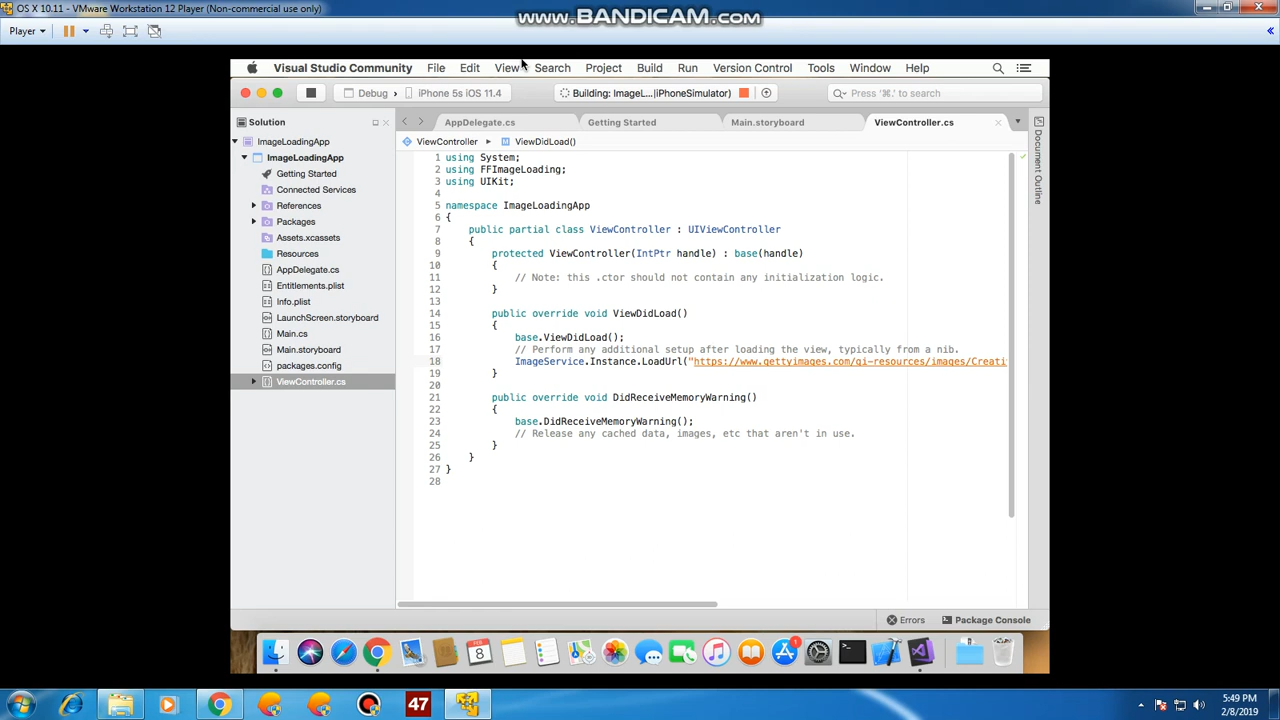 OS X 10.11 - VMware Workstation 12 Player (Non-commercial use only)
www.BANDICAM.com
Player
Visual Studio Community File Edit View Search Project Build Run Version Control Tools Window Help
Debug iPhone 5s iOS 11.4 Building: ImageL...|iPhoneSimulator) Press '⌘.' to search
Solution
ImageLoadingApp
ImageLoadingApp
Getting Started
Connected Services
References
Packages
Assets.xcassets
Resources
AppDelegate.cs
Entitlements.plist
Info.plist
LaunchScreen.storyboard
Main.cs
Main.storyboard
packages.config
ViewController.cs
AppDelegate.cs Getting Started Main.storyboard ViewController.cs
ViewController ViewDidLoad()
1 using System;
2 using FFImageLoading;
3 using UIKit;
4
5 namespace ImageLoadingApp
6 {
7 public partial class ViewController : UIViewController
8 {
9 protected ViewController(IntPtr handle) : base(handle)
10 {
11 // Note: this .ctor should not contain any initialization logic.
12 }
13
14 public override void ViewDidLoad()
15 {
16 base.ViewDidLoad();
17 // Perform any additional setup after loading the view, typically from a nib.
18 ImageService.Instance.LoadUrl("https://www.gettyimages.com/gi-resources/images/Creati
19 }
20
21 public override void DidReceiveMemoryWarning()
22 {
23 base.DidReceiveMemoryWarning();
24 // Release any cached data, images, etc that aren't in use.
25 }
26 }
27 }
28
Document Outline
Errors Package Console
FEB
8
1
47
5:49 PM
2/8/2019